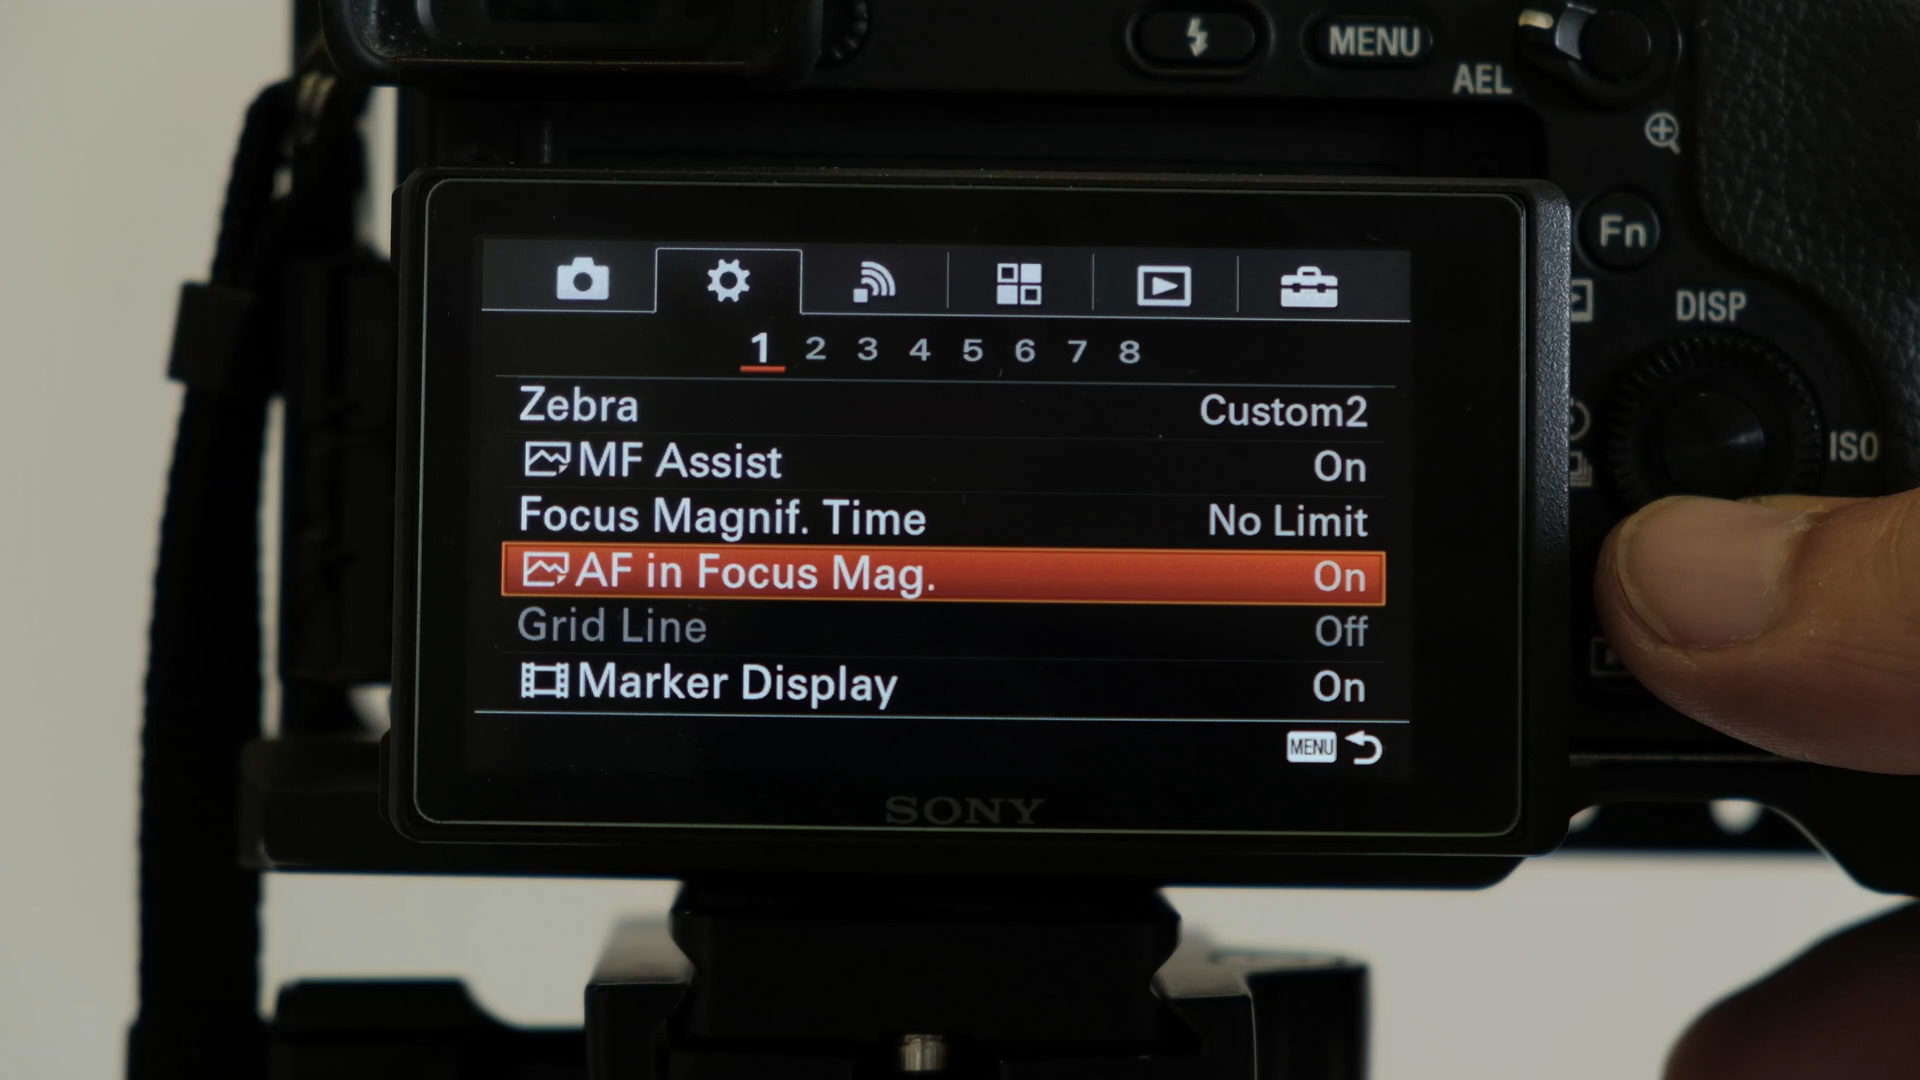 MENU
AEL
Fn
DISP
ISO
1 2 3 4 5 6 7 8
Zebra Custom2
MF Assist On
Focus Magnif. Time No Limit
AF in Focus Mag. On
Grid Line Off
Marker Display On
MENU
SONY